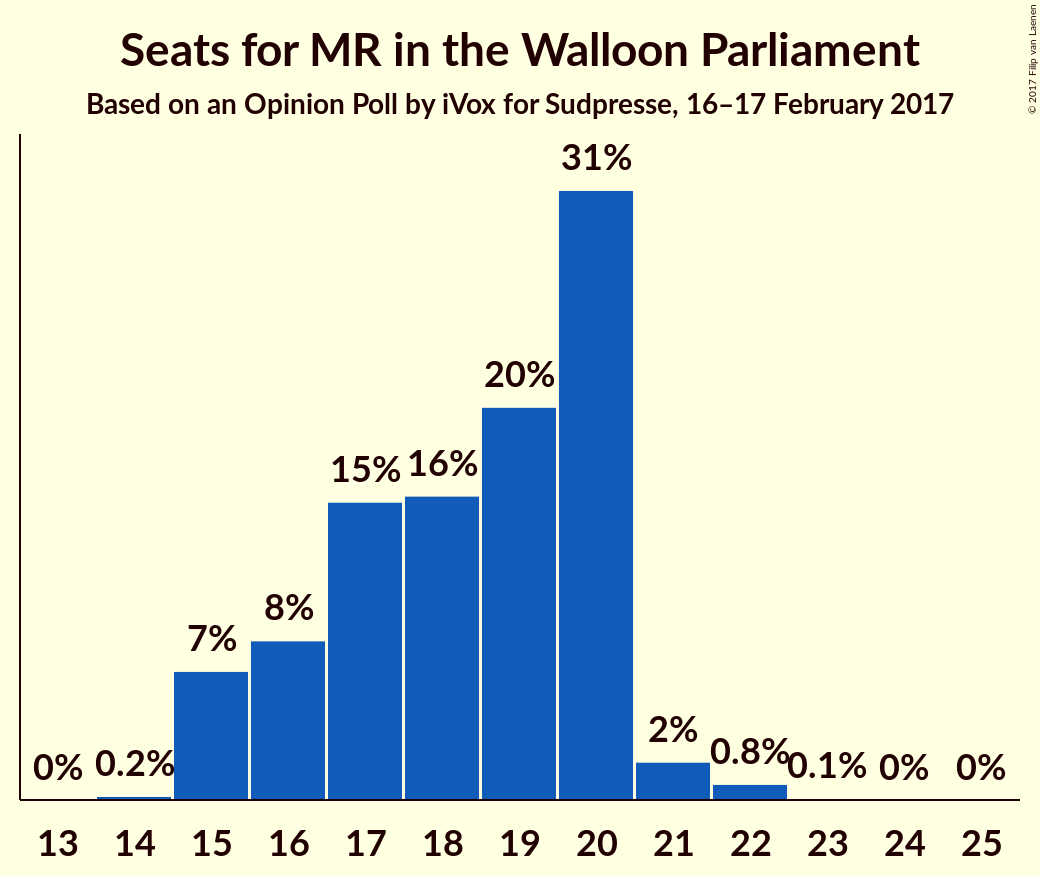 Seats for MR in the Walloon Parliament
Based on an Opinion Poll by iVox for Sudpresse, 16–17 February 2017
© 2017 Filip van Laenen
0% 0.2% 7% 8% 15% 16% 20% 31% 2% 0.8% 0.1% 0% 0%
13 14 15 16 17 18 19 20 21 22 23 24 25